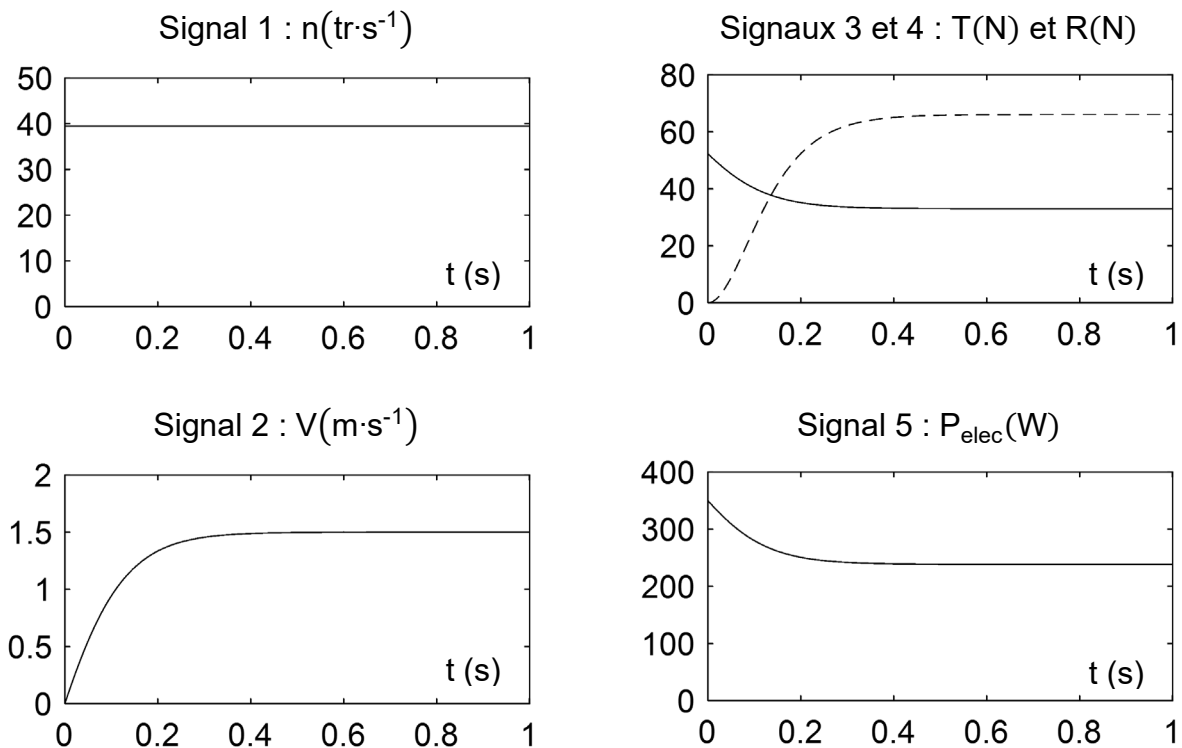 Signal 1 : n(tr·s⁻¹)
50
40
30
20
10
0
t (s)
0 0.2 0.4 0.6 0.8 1
Signaux 3 et 4 : T(N) et R(N)
80
60
40
20
0
t (s)
0 0.2 0.4 0.6 0.8 1
Signal 2 : V(m·s⁻¹)
2
1.5
1
0.5
0
t (s)
0 0.2 0.4 0.6 0.8 1
Signal 5 : Pelec(W)
400
300
200
100
0
t (s)
0 0.2 0.4 0.6 0.8 1